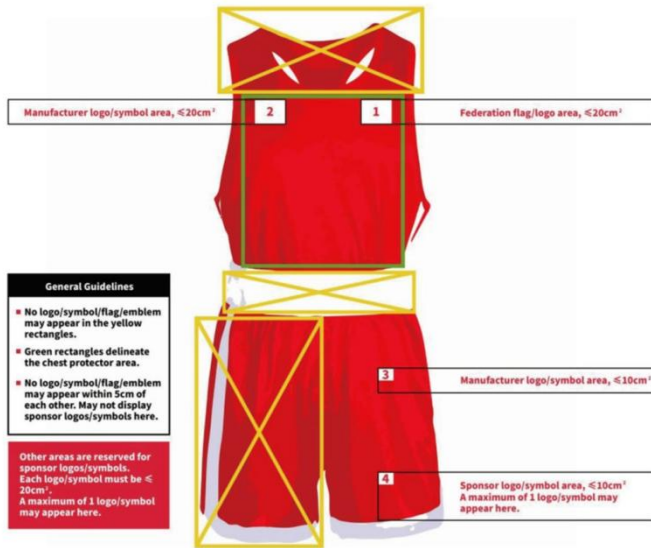 Manufacturer logo/symbol area, ≤20cm²
2
1
Federation flag/logo area, ≤20cm²
General Guidelines
■ No logo/symbol/flag/emblem
may appear in the yellow
rectangles.
■ Green rectangles delineate
the chest protector area.
■ No logo/symbol/flag/emblem
may appear within 5cm of
each other. May not display
sponsor logos/symbols here.
3
Manufacturer logo/symbol area, ≤10cm²
Other areas are reserved for
sponsor logos/symbols.
Each logo/symbol must be ≤
20cm².
A maximum of 1 logo/symbol
may appear here.
4
Sponsor logo/symbol area, ≤10cm²
A maximum of 1 logo/symbol may
appear here.